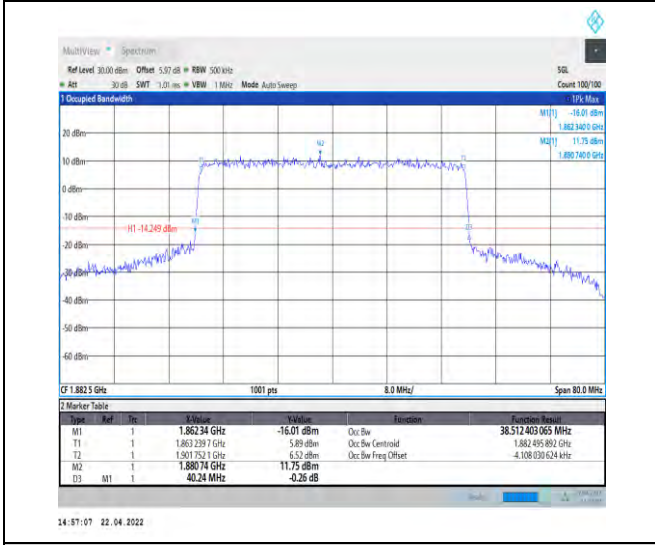 MultiView Spectrum
Ref Level 30.00 dBm Offset 5.97 dB RBW 500 kHz SGL
Att 30 dB SWT 1.01 ms VBW 1 MHz Mode Auto Sweep Count 100/100
1 Occupied Bandwidth 1Pk Max
M1[1] -16.01 dBm
1.862 340 0 GHz
M2[1] 11.75 dBm
1.880 740 0 GHz
20 dBm
M2
10 dBm
0 dBm
-10 dBm
M1
H1 -14.249 dBm
D3
-20 dBm
-30 dBm
-40 dBm
-50 dBm
-60 dBm
CF 1.882 5 GHz 1001 pts 8.0 MHz/ Span 80.0 MHz
2 Marker Table
Type Ref Trc X-Value Y-Value Function Function Result
M1 1 1.862 34 GHz -16.01 dBm Occ Bw 38.512 403 065 MHz
T1 1 1.863 239 7 GHz 5.89 dBm Occ Bw Centroid 1.882 495 892 GHz
T2 1 1.901 752 1 GHz 6.52 dBm Occ Bw Freq Offset -4.108 030 624 kHz
M2 1 1.880 74 GHz 11.75 dBm
D3 M1 1 40.24 MHz -0.26 dB
14:57:07 22.04.2022